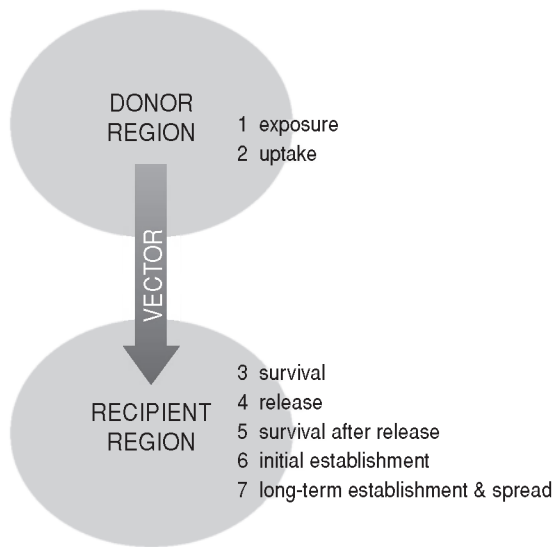 DONOR
REGION
1 exposure
2 uptake
VECTOR
RECIPIENT
REGION
3 survival
4 release
5 survival after release
6 initial establishment
7 long-term establishment & spread